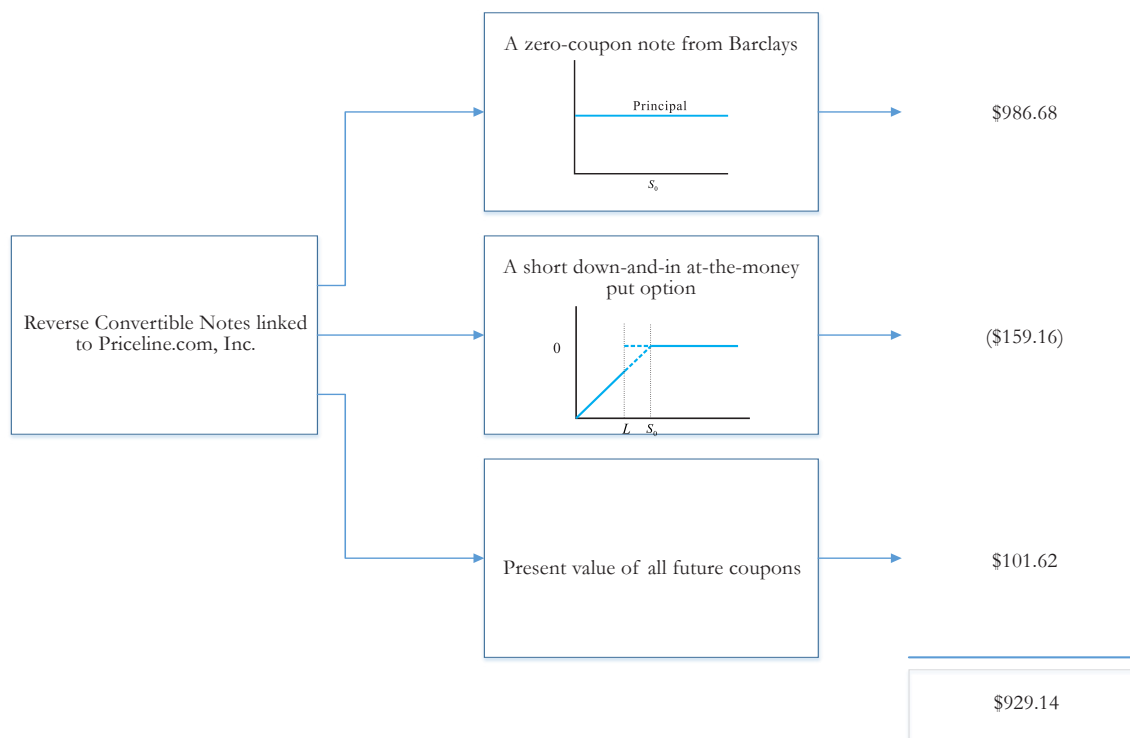 A zero-coupon note from Barclays
Principal
S₀
$986.68
Reverse Convertible Notes linked
to Priceline.com, Inc.
A short down-and-in at-the-money
put option
0
L S₀
($159.16)
Present value of all future coupons
$101.62
$929.14